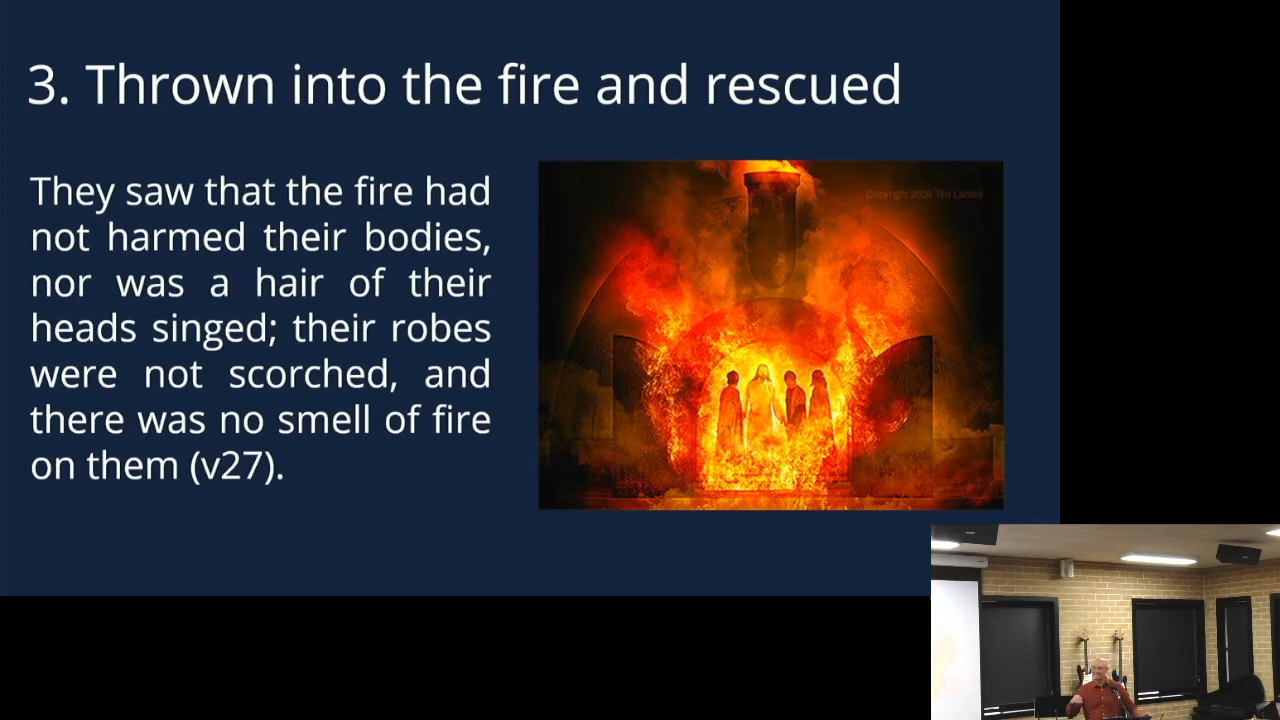 3. Thrown into the fire and rescued
They saw that the fire had
not harmed their bodies,
nor was a hair of their
heads singed; their robes
were not scorched, and
there was no smell of fire
on them (v27).
Copyright 2006 Ted Larson